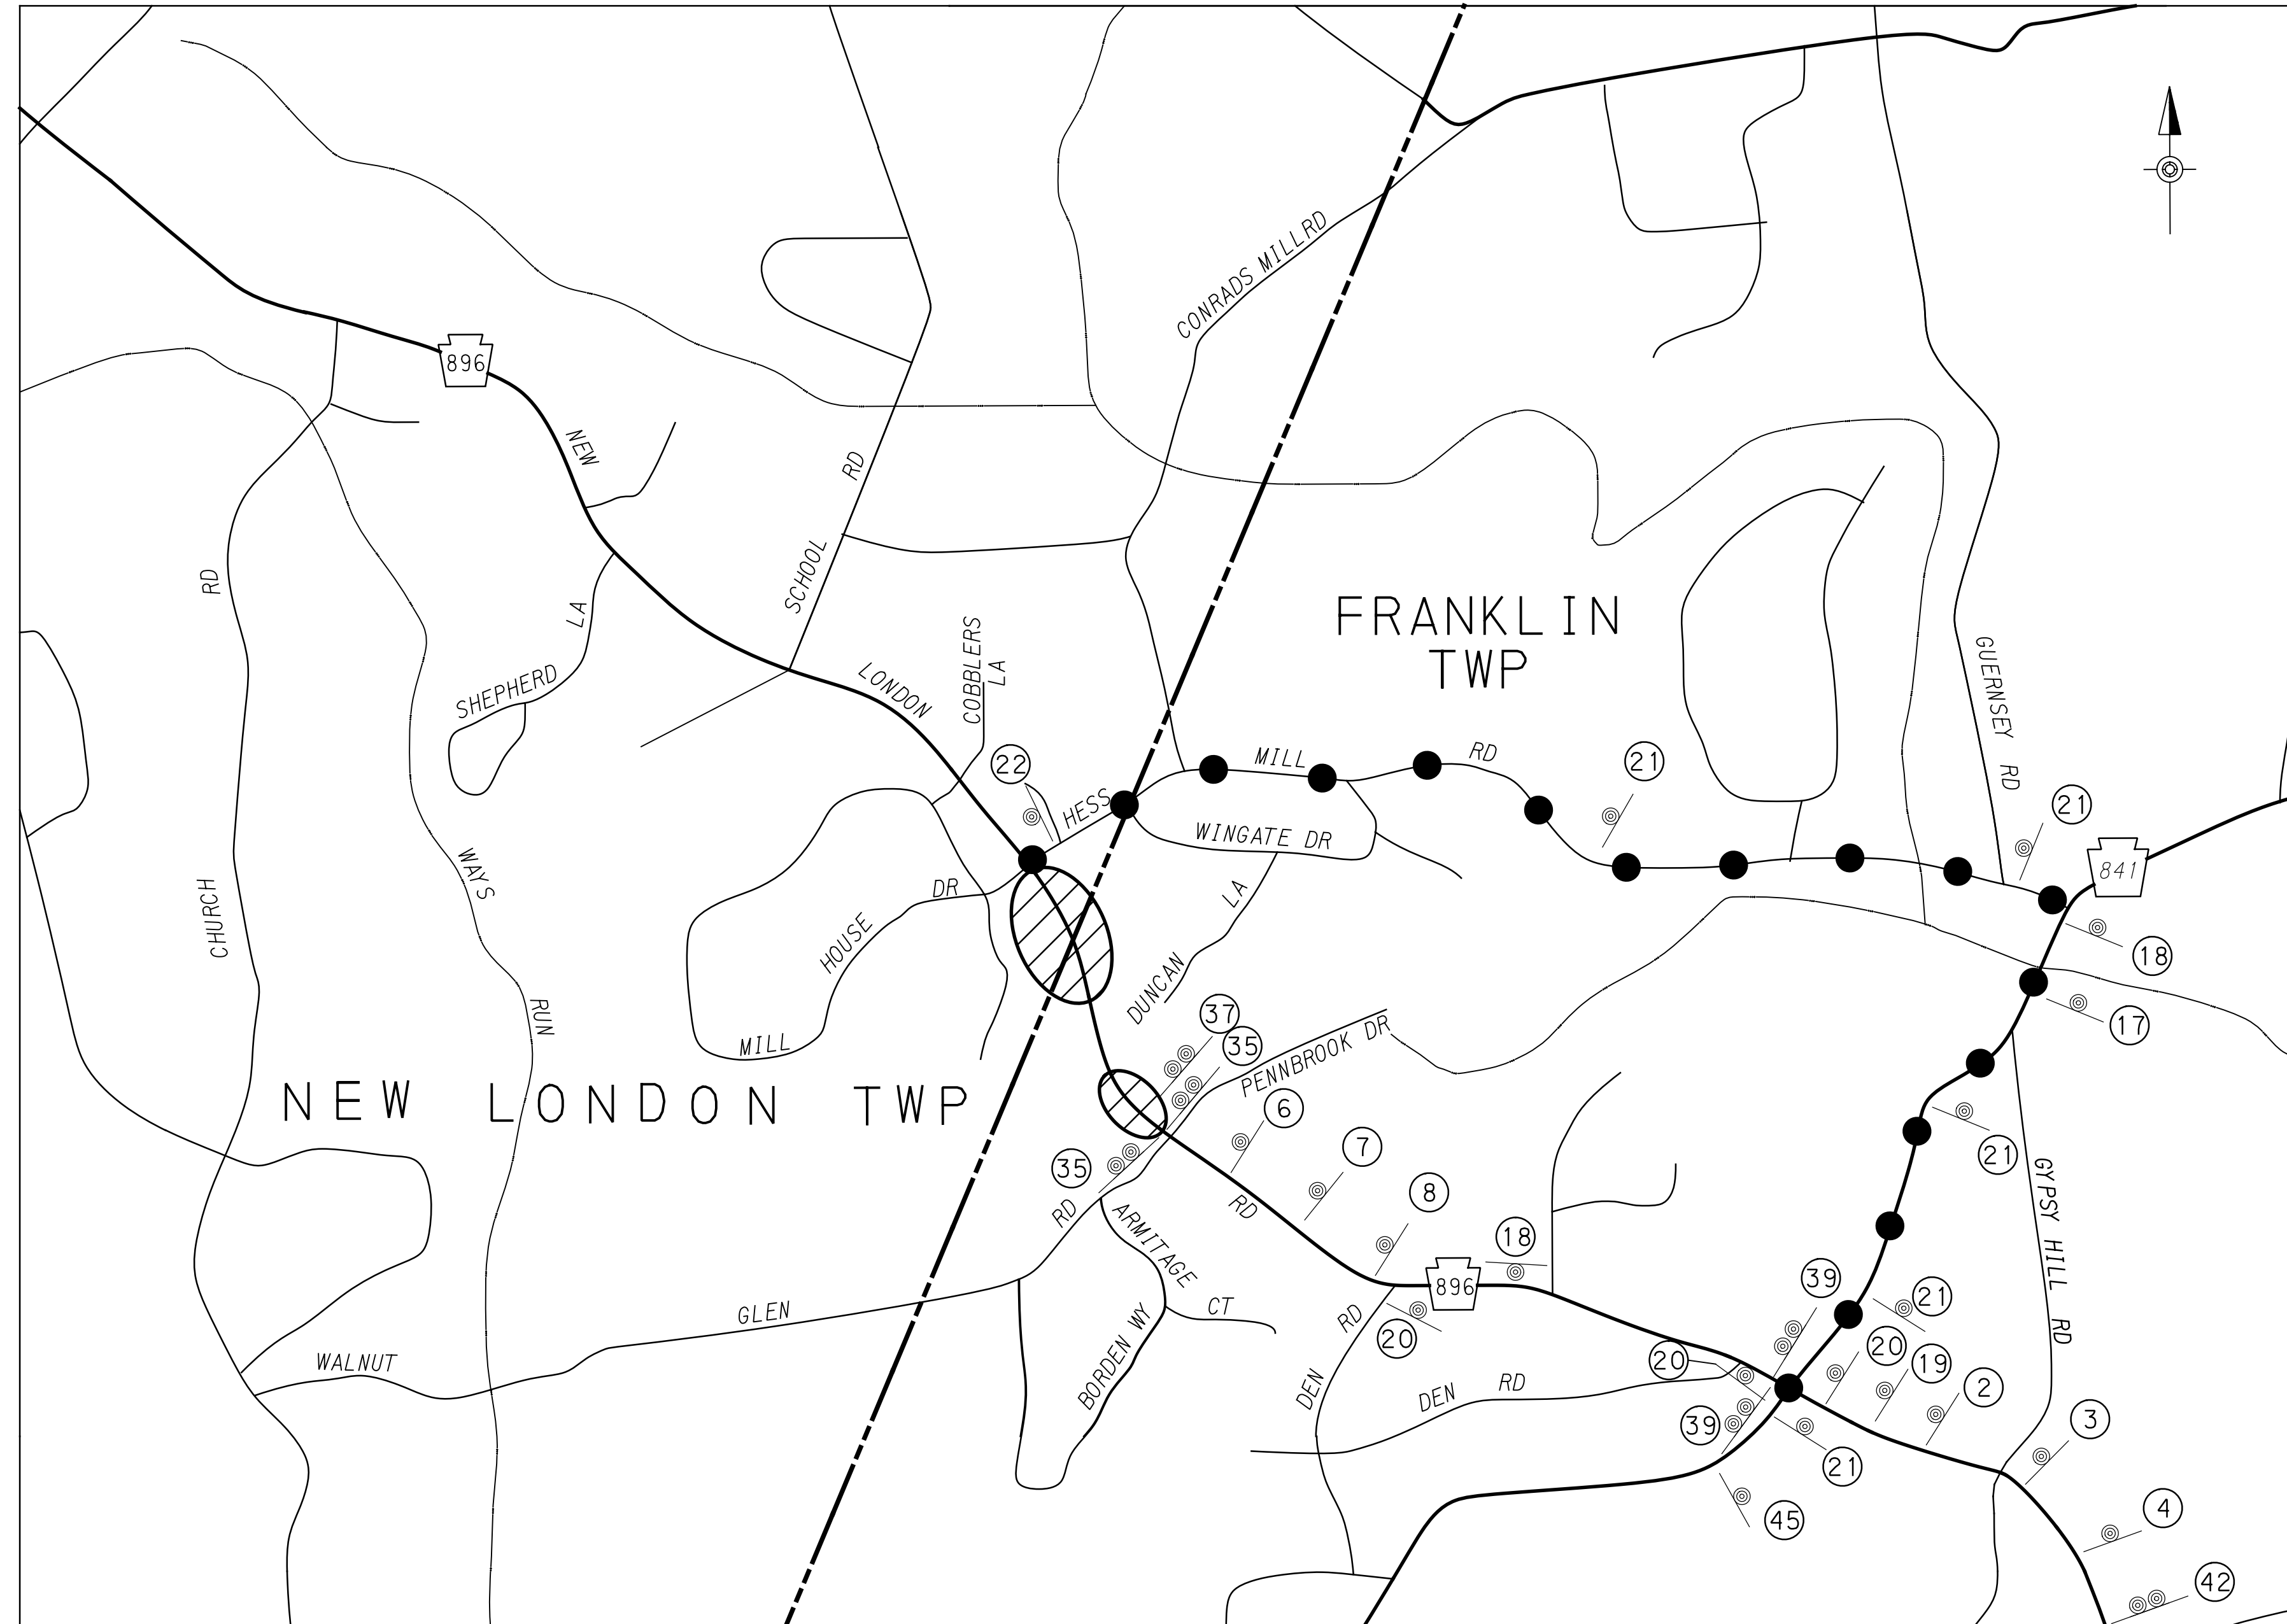 896
NEW
LONDON
RD
SCHOOL
RD
CHURCH
RD
SHEPHERD
LA
COBBLERS
LA
CONRADS MILL RD
FRANKLIN
TWP
GUERNSEY
RD
22
HESS
MILL
RD
21
21
841
WINGATE DR
DUNCAN
LA
WAYS
RUN
MILL
HOUSE
DR
NEW LONDON TWP
18
17
21
37
35
PENNBROOK DR
6
7
8
35
18
896
20
WALNUT
GLEN
RD
ARMITAGE
CT
BORDEN WY
DEN
RD
DEN
RD
GYPSY HILL RD
39
21
20
20
19
2
3
39
21
45
4
42